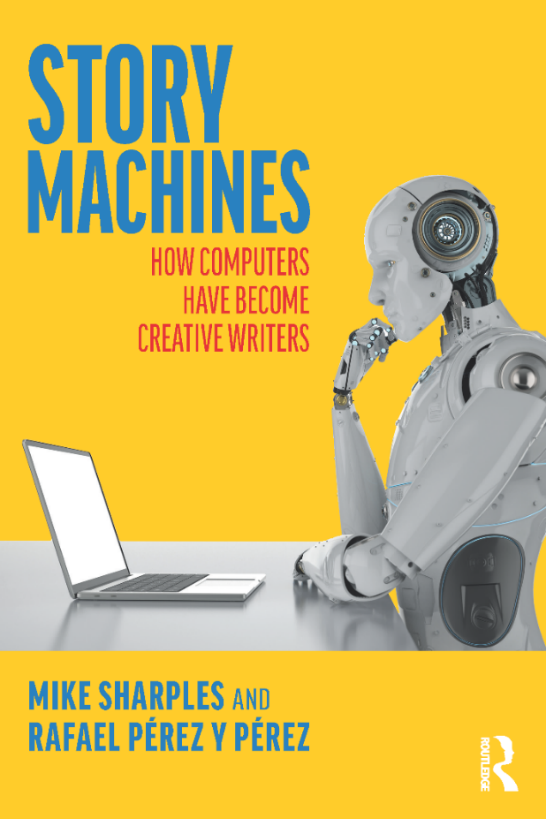 STORY
MACHINES
HOW COMPUTERS
HAVE BECOME
CREATIVE WRITERS
MIKE SHARPLES AND
RAFAEL PÉREZ Y PÉREZ
ROUTLEDGE